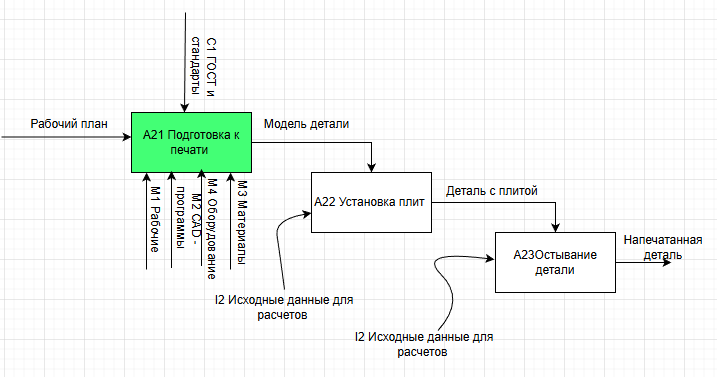 С1 ГОСТ и
стандарты
Рабочий план
А21 Подготовка к
печати
Модель детали
М1 Рабочие
М2 CAD -
программы
М4 Оборудование
М3 Материалы
А22 Установка плит
Деталь с плитой
А23Остывание
детали
Напечатанная
деталь
I2 Исходные данные для
расчетов
I2 Исходные данные для
расчетов